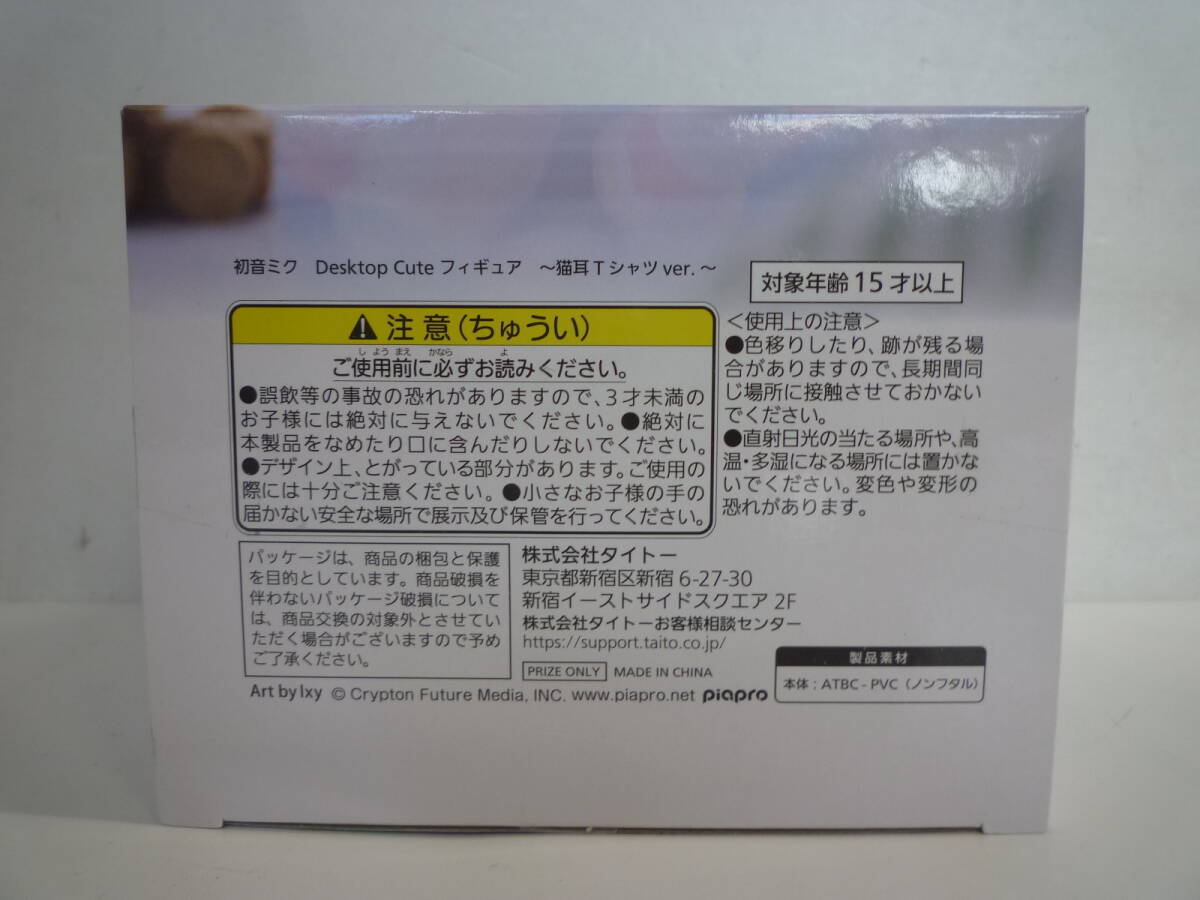 初音ミク Desktop Cute フィギュア ～猫耳Tシャツver.～
対象年齢15才以上
注意(ちゅうい)
しようまえ かなら よ
ご使用前に必ずお読みください。
●誤飲等の事故の恐れがありますので、3才未満の
お子様には絶対に与えないでください。●絶対に
本製品をなめたり口に含んだりしないでください。
●デザイン上、とがっている部分があります。ご使用の
際には十分ご注意ください。●小さなお子様の手の
届かない安全な場所で展示及び保管を行ってください。
＜使用上の注意＞
●色移りしたり、跡が残る場
合がありますので、長期間同
じ場所に接触させておかない
でください。
●直射日光の当たる場所や、高
温・多湿になる場所には置かな
いでください。変色や変形の
恐れがあります。
パッケージは、商品の梱包と保護
を目的としています。商品破損を
伴わないパッケージ破損について
は、商品交換の対象外とさせてい
ただく場合がございますので予め
ご了承ください。
株式会社タイトー
東京都新宿区新宿6-27-30
新宿イーストサイドスクエア 2F
株式会社タイトーお客様相談センター
https://support.taito.co.jp/
PRIZE ONLY MADE IN CHINA
製品素材
本体：ATBC-PVC（ノンフタル）
Art by lxy © Crypton Future Media, INC. www.piapro.net piapro